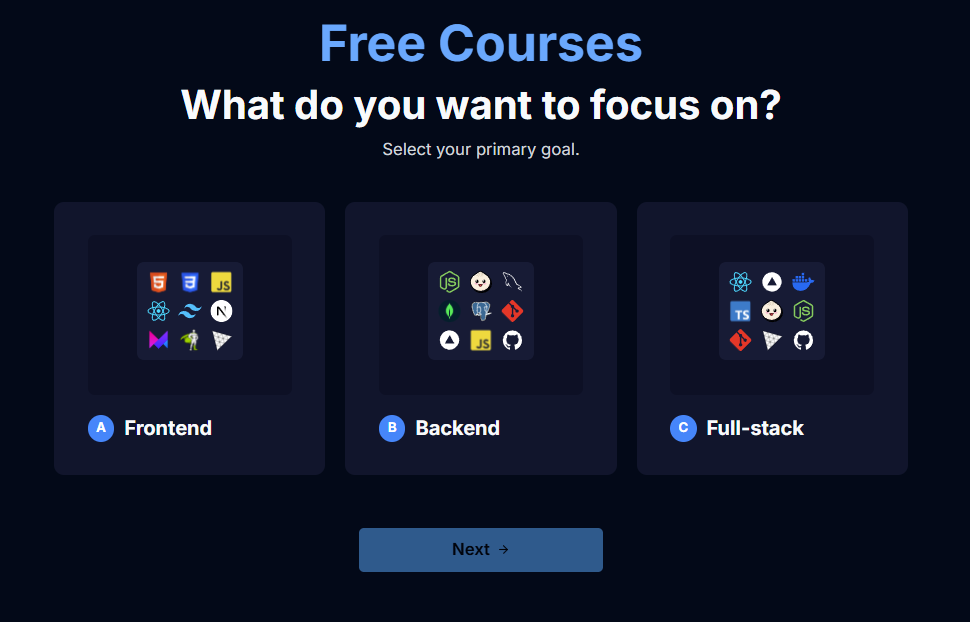 Free Courses
What do you want to focus on?
Select your primary goal.
5 3 JS
N
JS
JS
TS JS
A Frontend
B Backend
C Full-stack
Next →